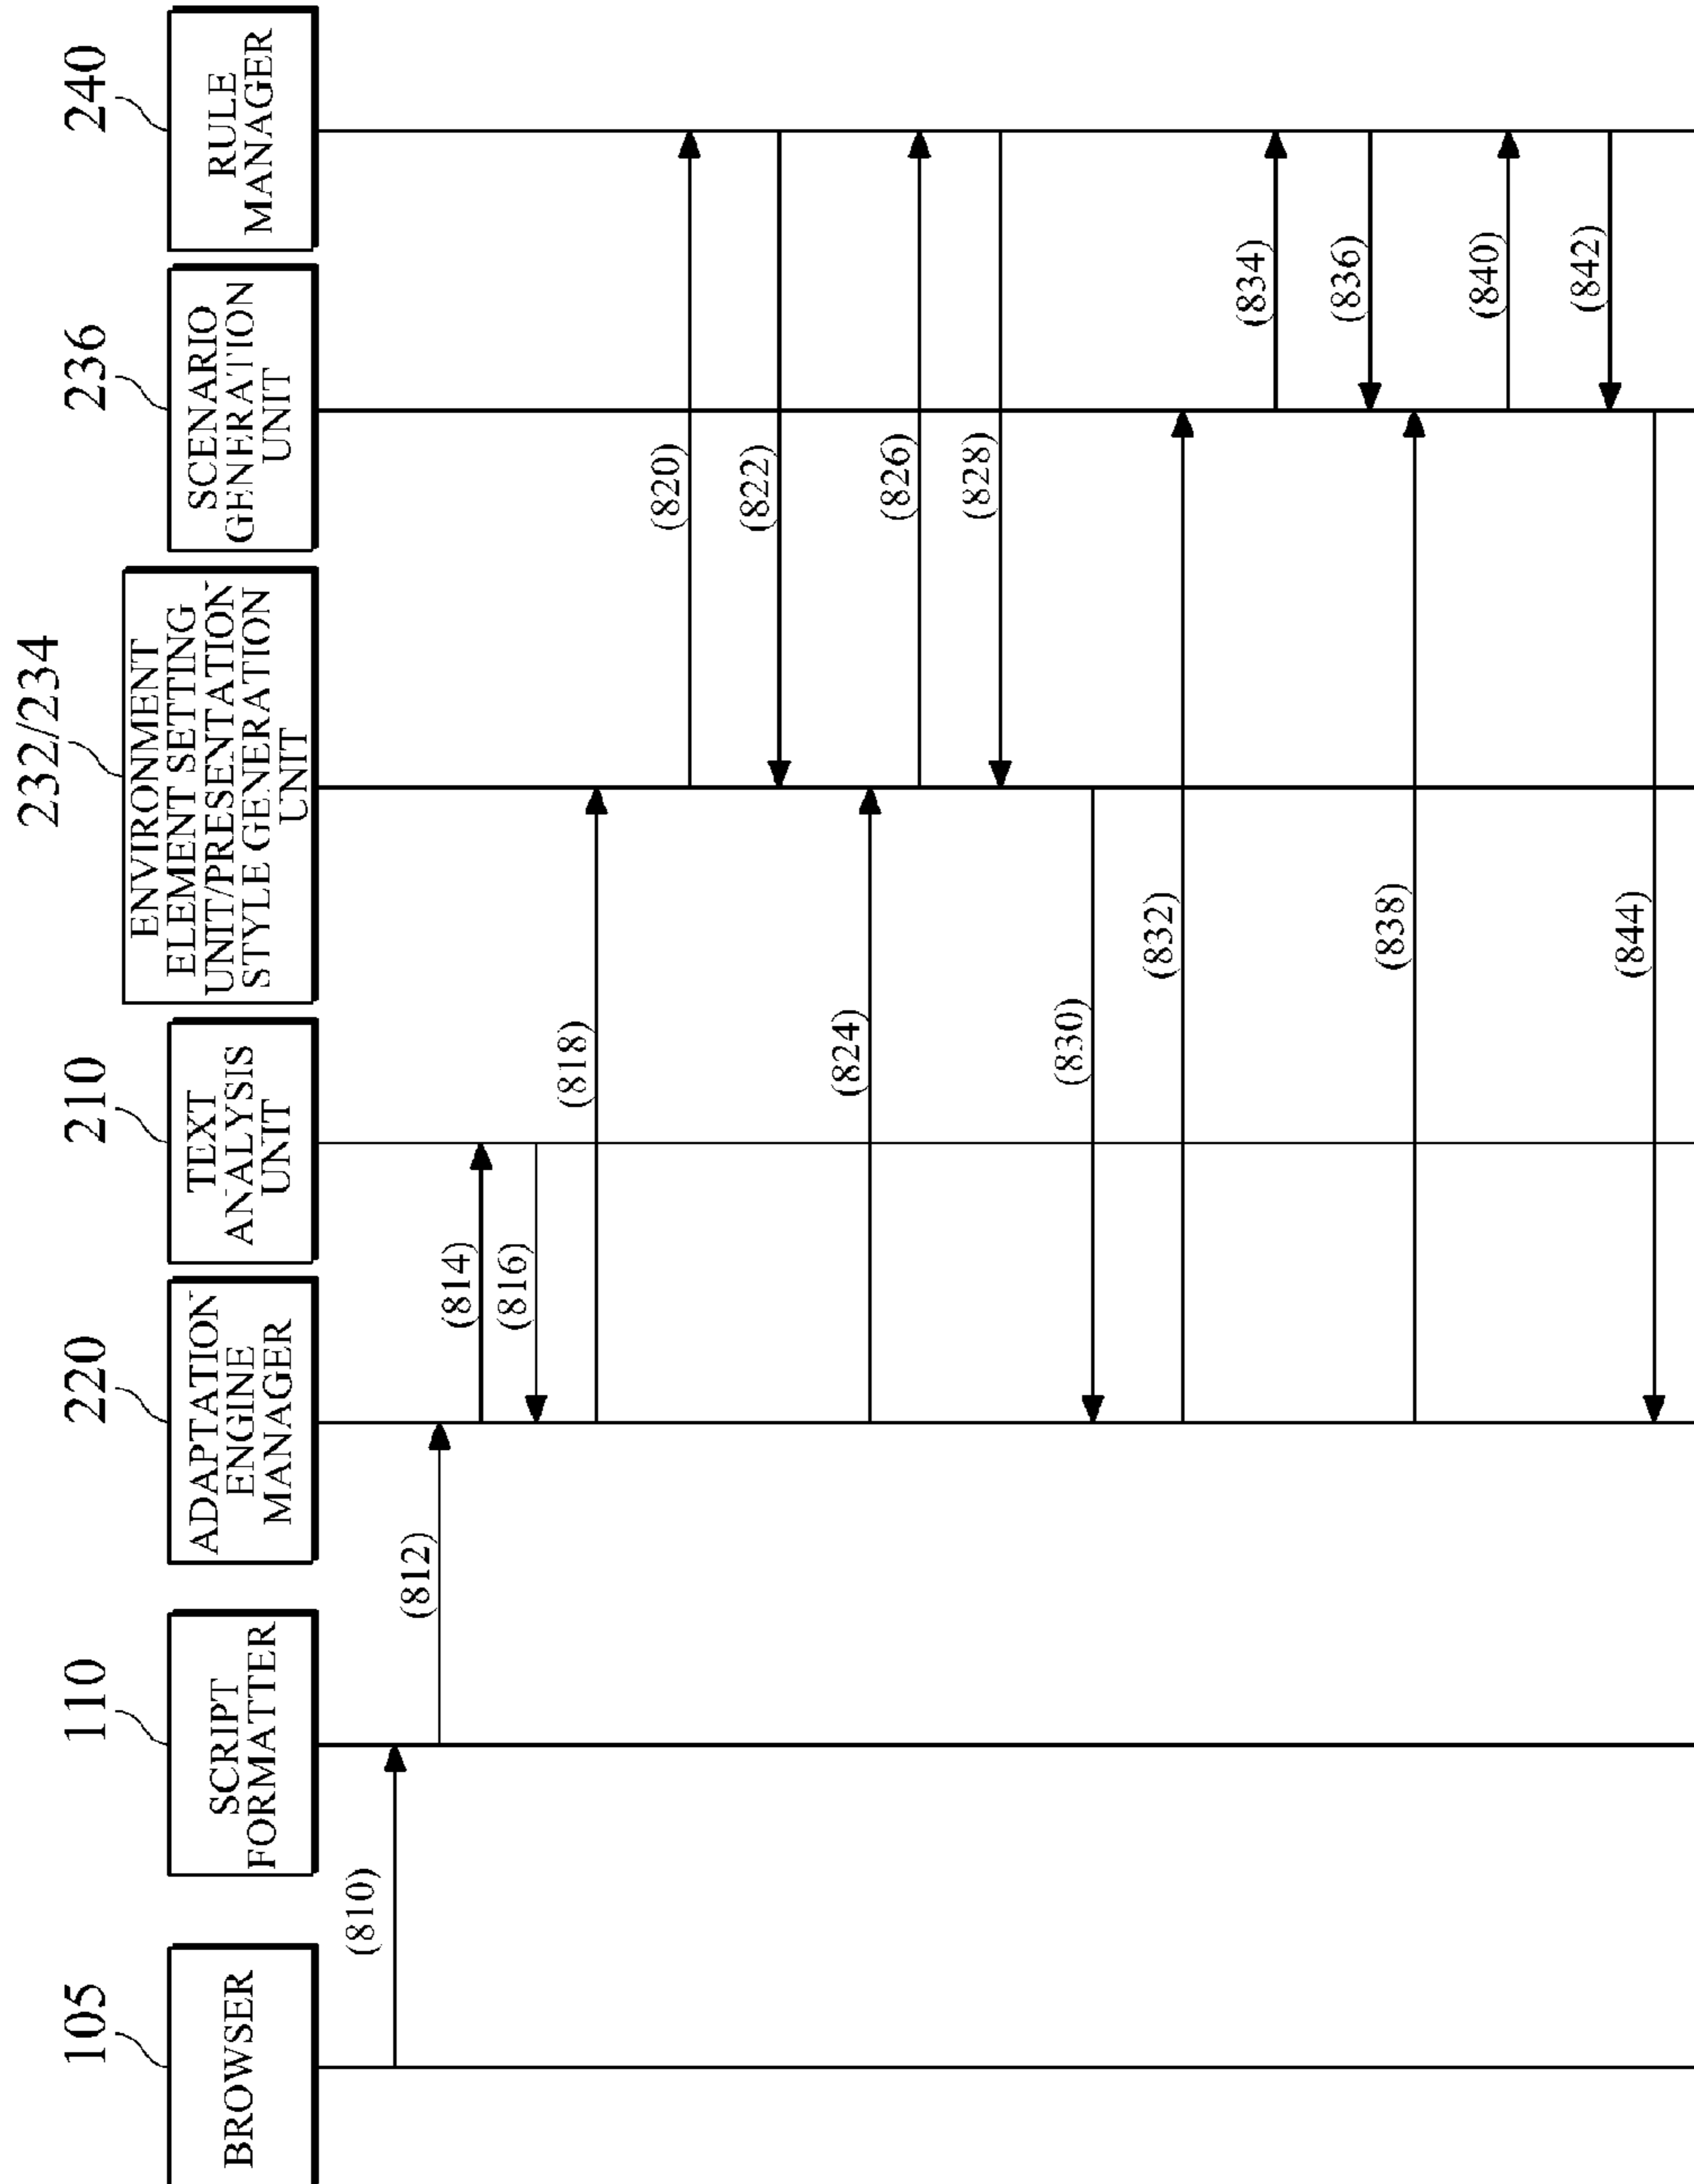 105
BROWSER
110
SCRIPT
FORMATTER
220
ADAPTATION
ENGINE
MANAGER
210
TEXT
ANALYSIS
UNIT
232/234
ENVIRONMENT
ELEMENT SETTING
UNIT/PRESENTATION
STYLE GENERATION
UNIT
236
SCENARIO
GENERATION
UNIT
240
RULE
MANAGER
(810)
(812)
(814)
(816)
(818)
(820)
(822)
(824)
(826)
(828)
(830)
(832)
(834)
(836)
(838)
(840)
(842)
(844)